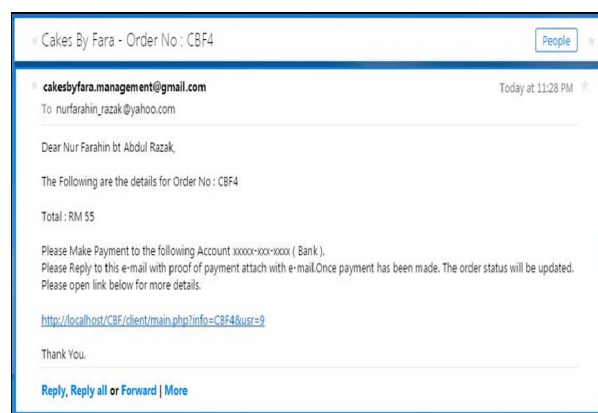 Cakes By Fara - Order No : CBF4
People
cakesbyfara.management@gmail.com
Today at 11:28 PM
To nurfarahin_razak@yahoo.com
Dear Nur Farahin bt Abdul Razak,
The Following are the details for Order No : CBF4
Total : RM 55
Please Make Payment to the following Account xxxxx-xxx-xxxx ( Bank ).
Please Reply to this e-mail with proof of payment attach with e-mail.Once payment has been made. The order status will be updated.
Please open link below for more details.
http://localhost/CBF/client/main.php?info=CBF4&usr=9
Thank You.
Reply, Reply all or Forward | More